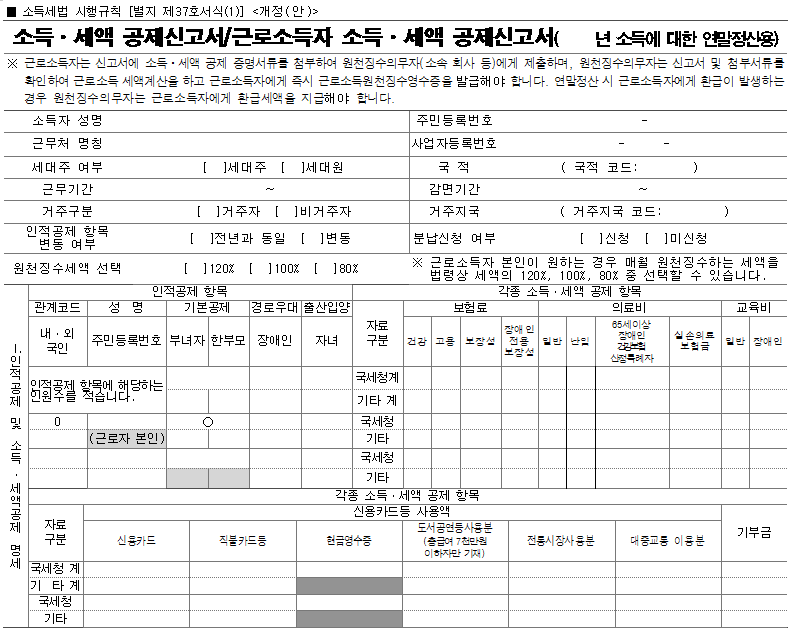 ■ 소득세법 시행규칙 [별지 제37호서식(1)] <개정(안)>
소득·세액 공제신고서/근로소득자 소득·세액 공제신고서( 년 소득에 대한 연말정산용)
※ 근로소득자는 신고서에 소득·세액 공제 증명서류를 첨부하여 원천징수의무자(소속 회사 등)에게 제출하며, 원천징수의무자는 신고서 및 첨부서류를
확인하여 근로소득 세액계산을 하고 근로소득자에게 즉시 근로소득원천징수영수증을 발급해야 합니다. 연말정산 시 근로소득자에게 환급이 발생하는
경우 원천징수의무자는 근로소득자에게 환급세액을 지급해야 합니다.
소득자 성명 주민등록번호 -
근무처 명칭 사업자등록번호 - -
세대주 여부 [ ]세대주 [ ]세대원 국 적 ( 국적 코드: )
근무기간 ~ 감면기간 ~
거주구분 [ ]거주자 [ ]비거주자 거주지국 ( 거주지국 코드: )
인적공제 항목
변동 여부 [ ]전년과 동일 [ ]변동 분납신청 여부 [ ]신청 [ ]미신청
원천징수세액 선택 [ ]120% [ ]100% [ ]80% ※ 근로소득자 본인이 원하는 경우 매월 원천징수하는 세액을
법령상 세액의 120%, 100%, 80% 중 선택할 수 있습니다.
Ⅰ.인적공제 및 소득·세액공제 명세
인적공제 항목 각종 소득·세액 공제 항목
관계코드 성 명 기본공제 경로우대 출산입양 자료
구분 보험료 의료비 교육비
내·외
국인 주민등록번호 부녀자 한부모 장애인 자녀 건강 고용 보장성 장애인
전용
보장성 일반 난임 65세이상
장애인
건강보험
산정특례자 실손의료
보험금 일반 장애인
인적공제 항목에 해당하는
인원수를 적습니다. 국세청계
기타 계
0 ○ 국세청
(근로자 본인) 기타
국세청
기타
각종 소득·세액 공제 항목
자료
구분 신용카드등 사용액 기부금
신용카드 직불카드등 현금영수증 도서공연등사용분
(총급여 7천만원
이하자만 기재) 전통시장사용분 대중교통 이용분
국세청 계
기 타 계
국세청
기타